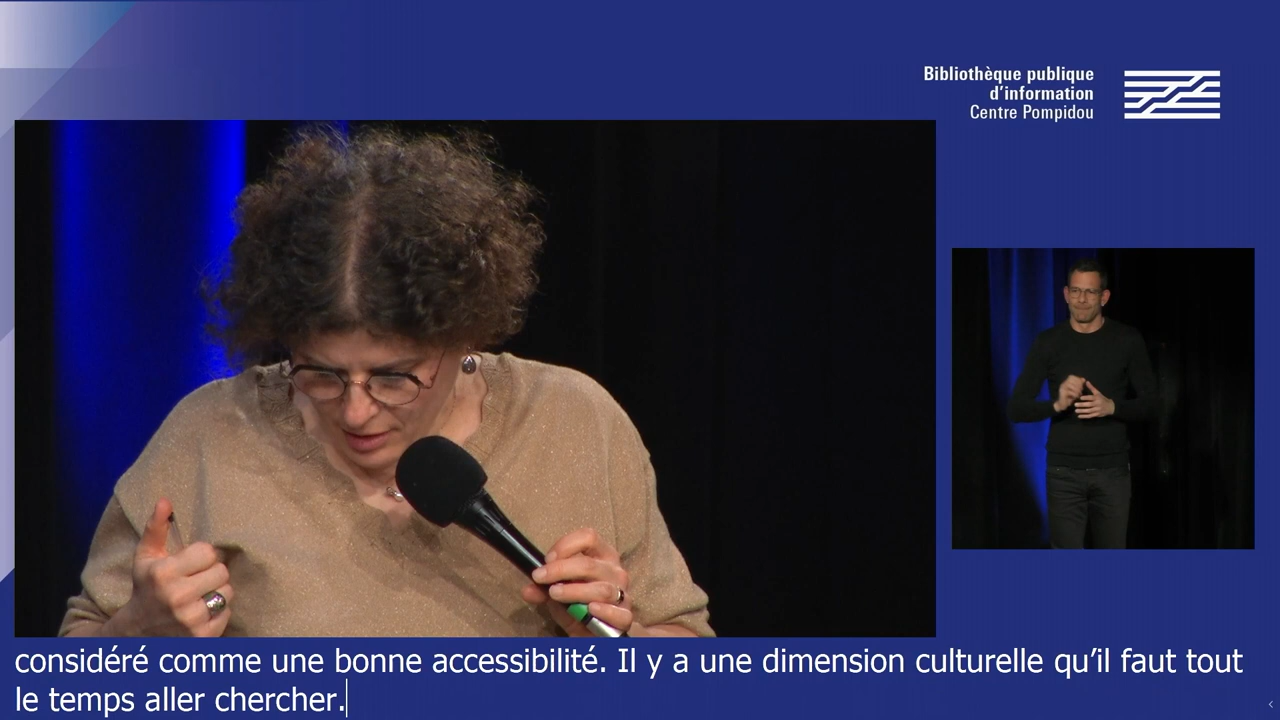 Bibliothèque publique
d’information
Centre Pompidou
considéré comme une bonne accessibilité. Il y a une dimension culturelle qu’il faut tout
le temps aller chercher.